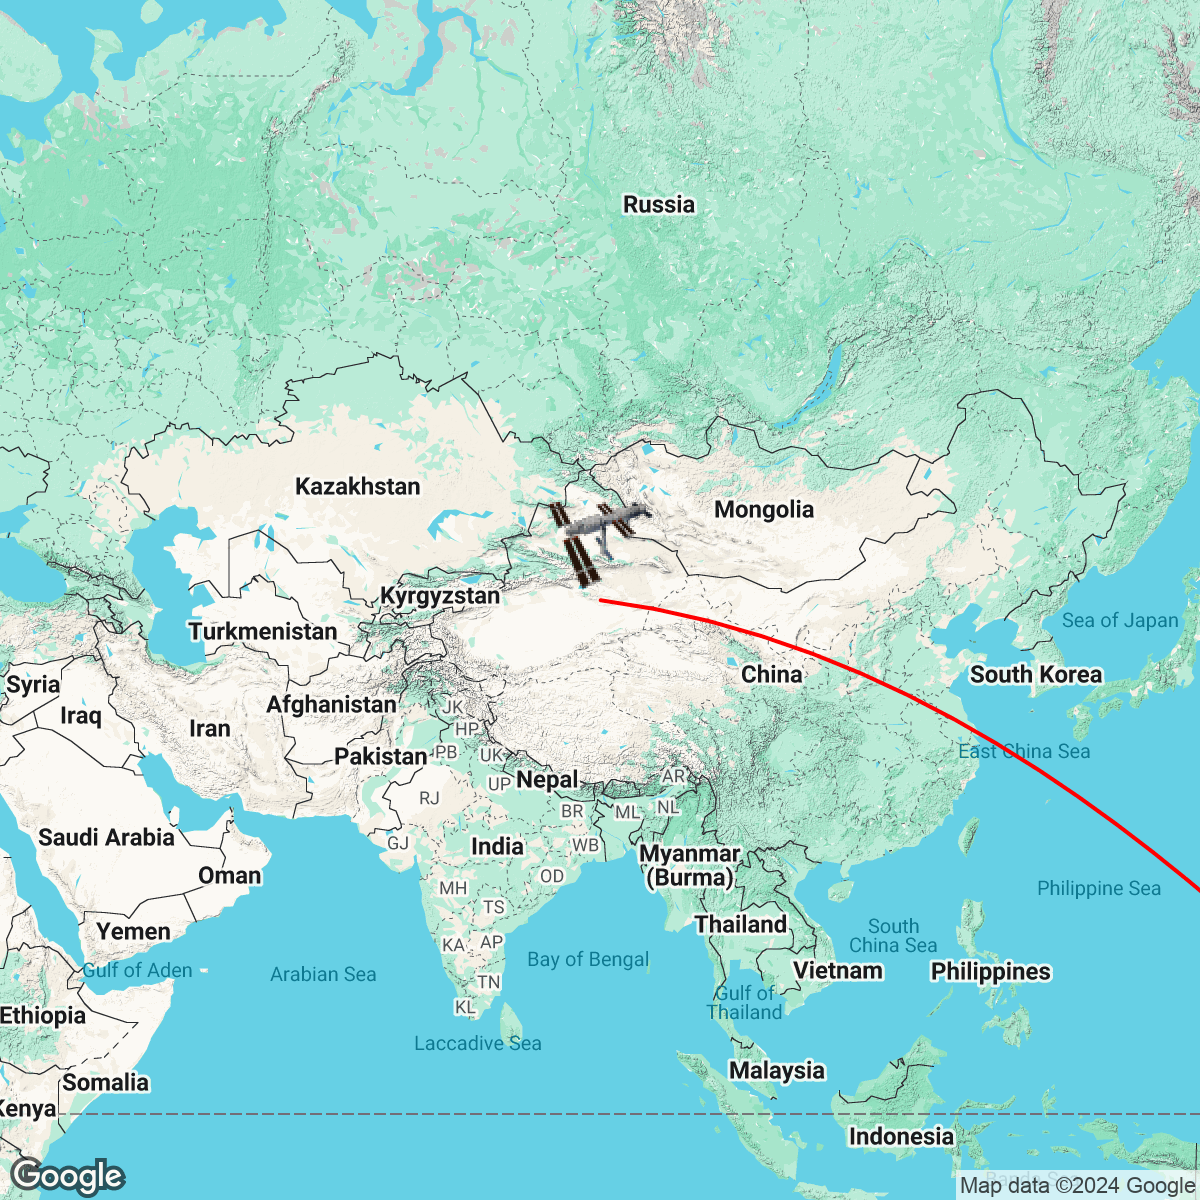 Russia
Kazakhstan
Mongolia
Kyrgyzstan
Turkmenistan
Sea of Japan
China
South Korea
Syria
Afghanistan
JK
Iraq
Iran
HP
PB
UK
Pakistan
East China Sea
Nepal
UP
AR
RJ
BR
ML
NL
Saudi Arabia
GJ
India
WB
Myanmar
(Burma)
Oman
OD
MH
Philippine Sea
TS
Thailand
South
China Sea
Yemen
KA
AP
Bay of Bengal
Gulf of Aden
Arabian Sea
Vietnam
Philippines
TN
Gulf of
Thailand
KL
Ethiopia
Laccadive Sea
Malaysia
Somalia
Kenya
Indonesia
Google
Map data ©2024 Google